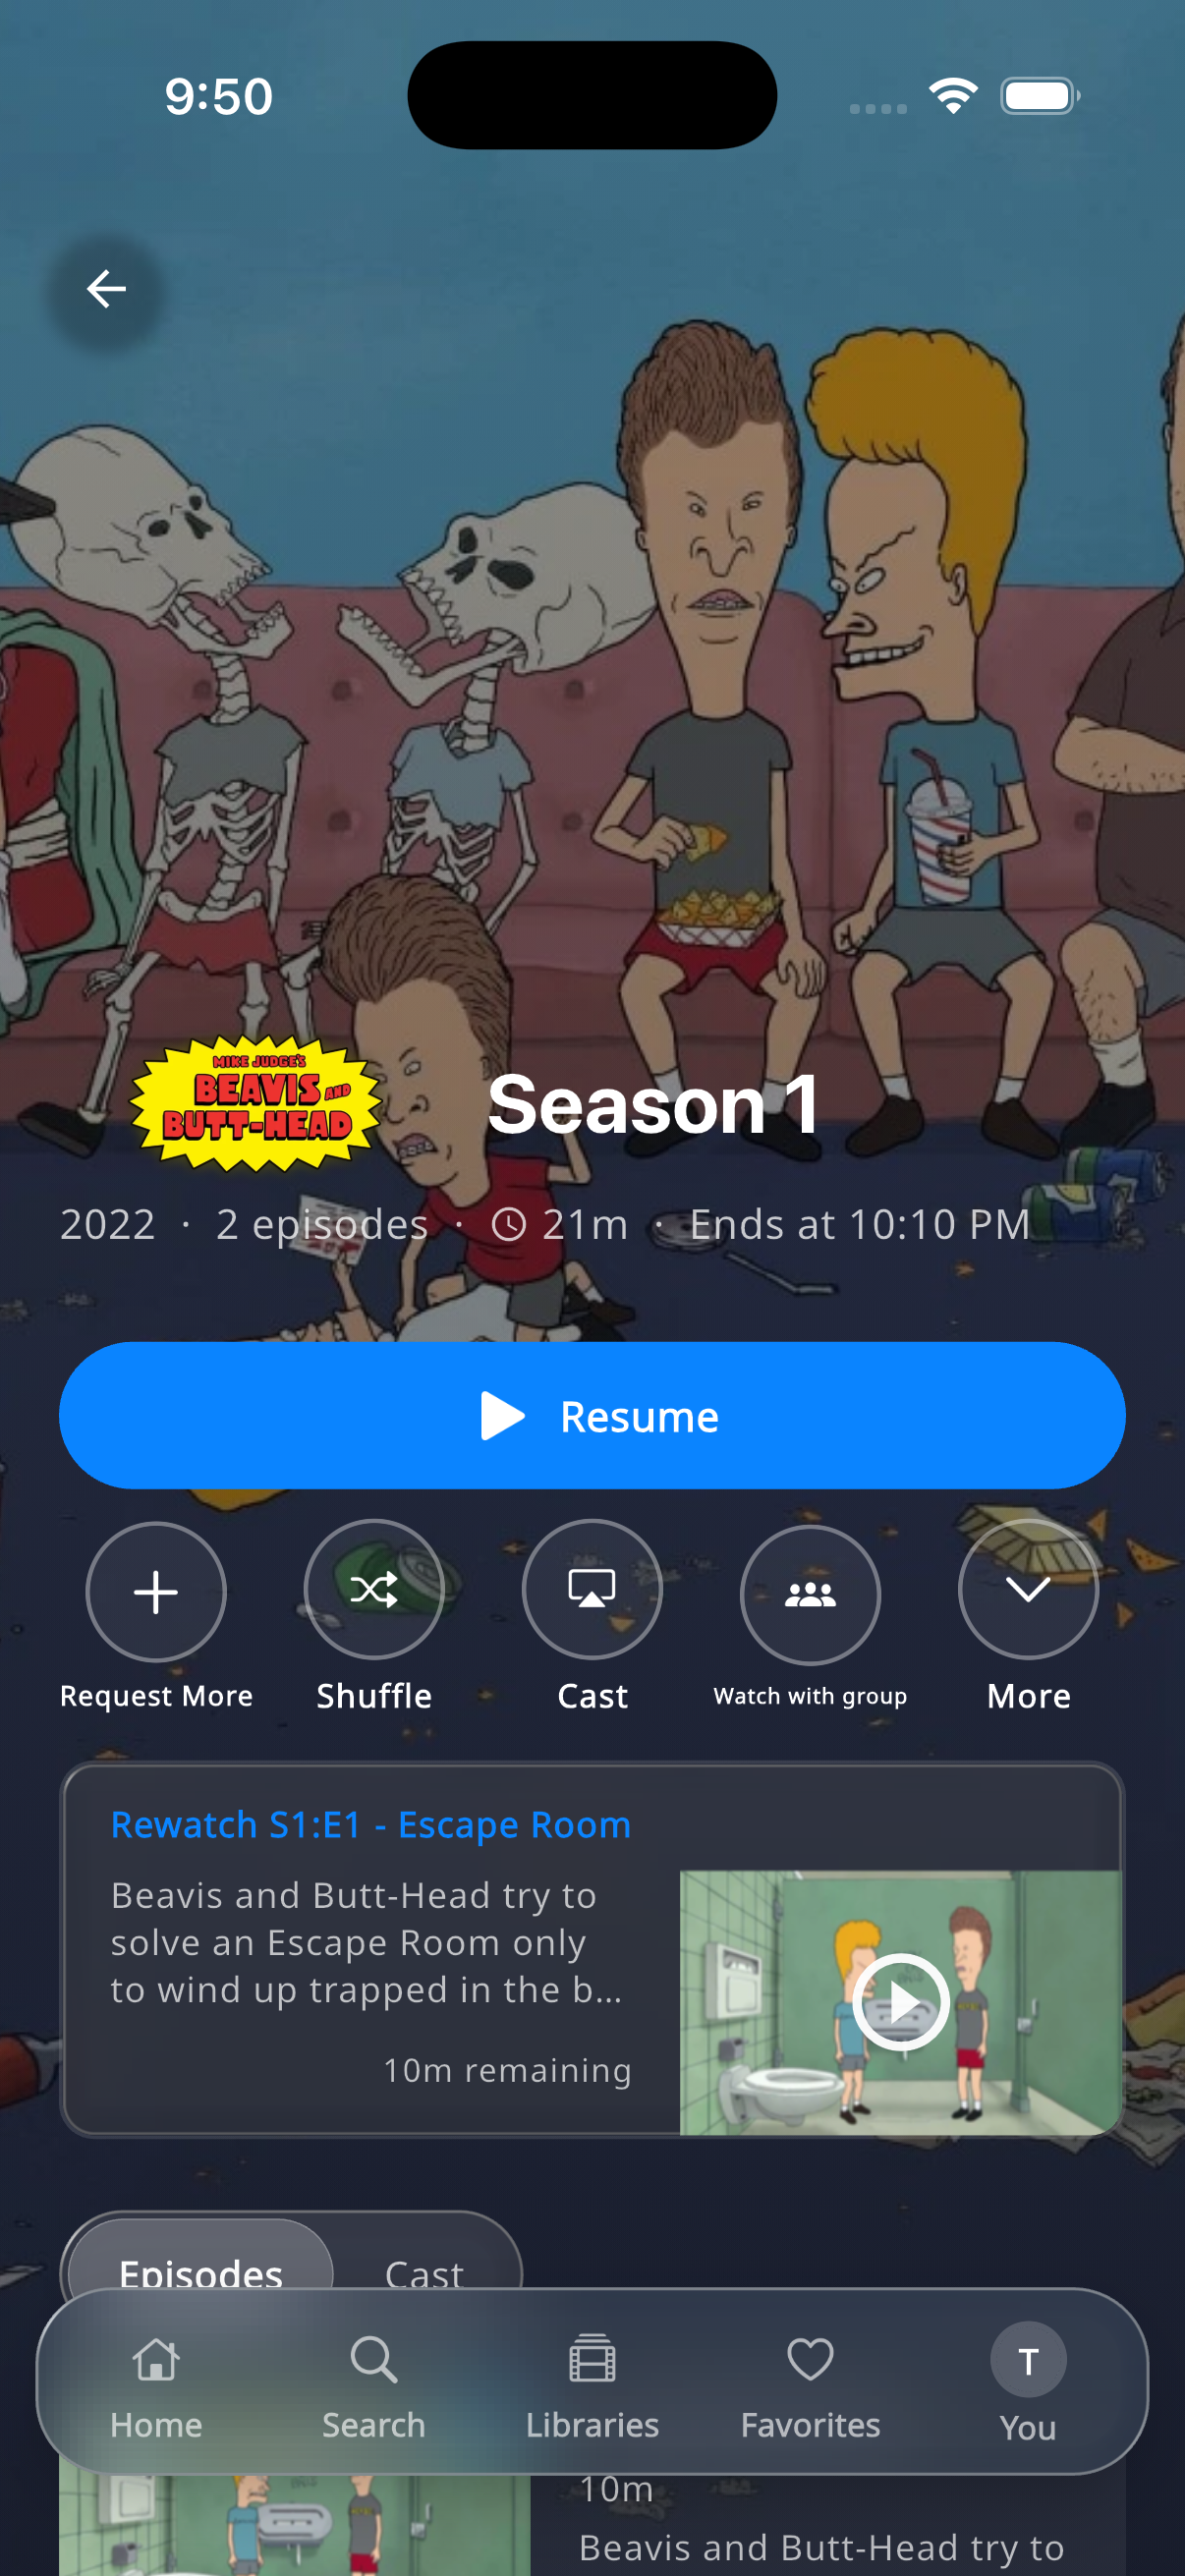 9:50
MIKE JUDGE'S
BEAVIS AND
BUTT-HEAD
Season 1
2022 · 2 episodes · 21m · Ends at 10:10 PM
Resume
Request More
Shuffle
Cast
Watch with group
More
Rewatch S1:E1 - Escape Room
Beavis and Butt-Head try to
solve an Escape Room only
to wind up trapped in the b...
10m remaining
Episodes
Cast
T
Home
Search
Libraries
Favorites
You
10m
Beavis and Butt-Head try to